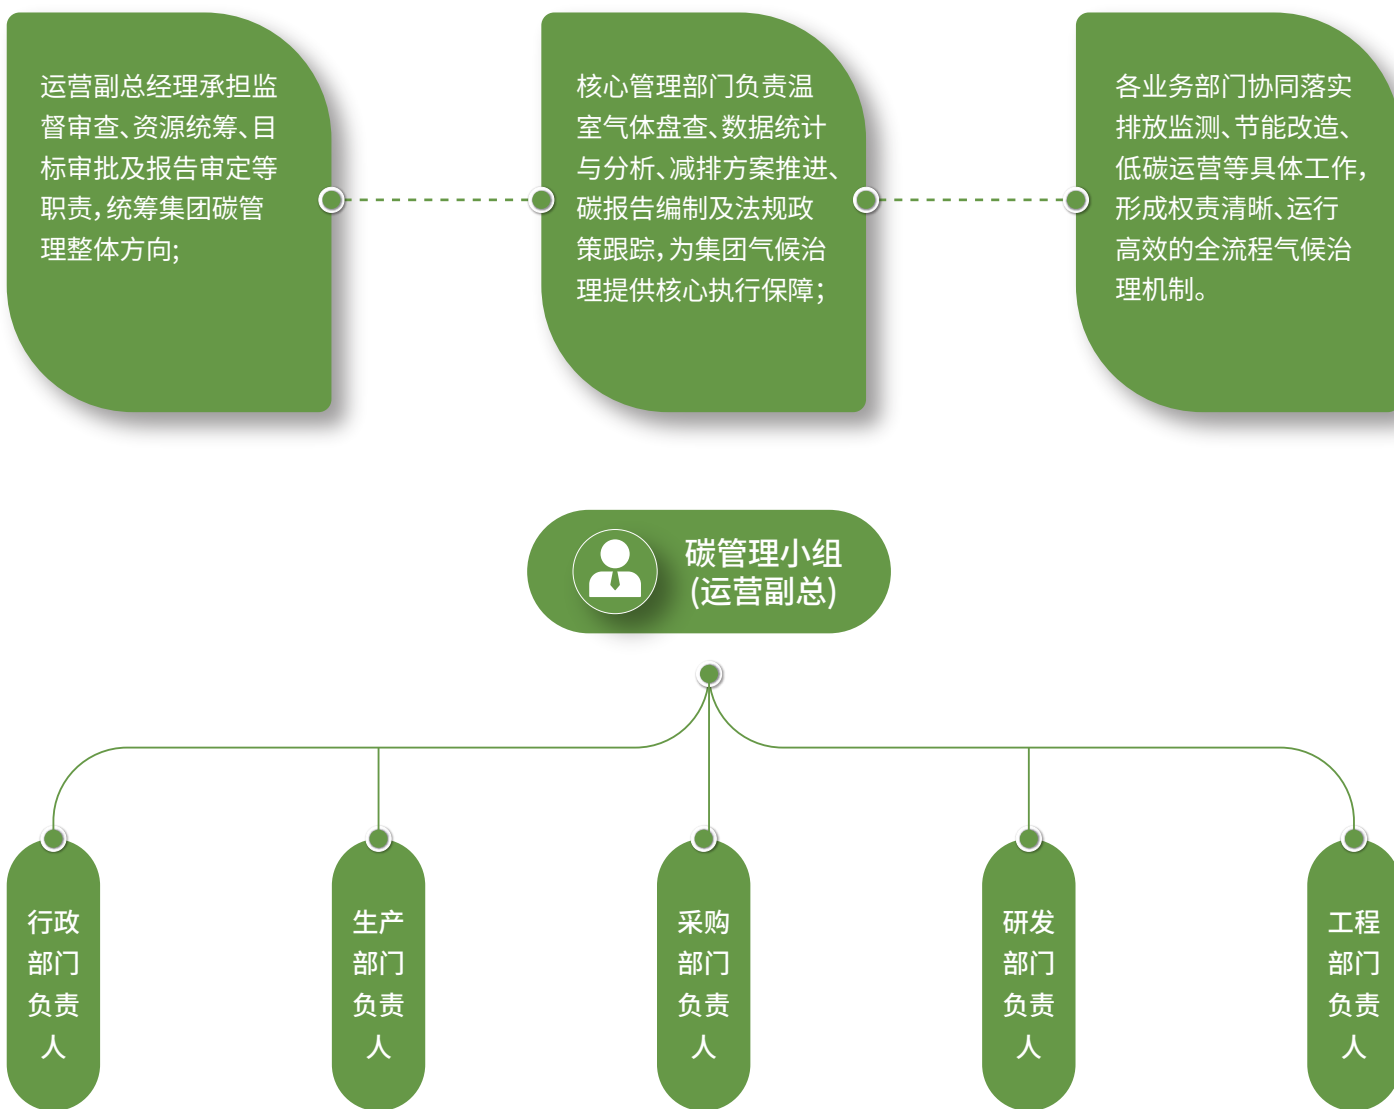 运营副总经理承担监
督审查、资源统筹、目
标审批及报告审定等
职责，统筹集团碳管
理整体方向;
核心管理部门负责温
室气体盘查、数据统计
与分析、减排方案推进、
碳报告编制及法规政
策跟踪，为集团气候治
理提供核心执行保障；
各业务部门协同落实
排放监测、节能改造、
低碳运营等具体工作，
形成权责清晰、运行
高效的全流程气候治
理机制。
碳管理小组
(运营副总)
行政
部门
负责
人
生产
部门
负责
人
采购
部门
负责
人
研发
部门
负责
人
工程
部门
负责
人